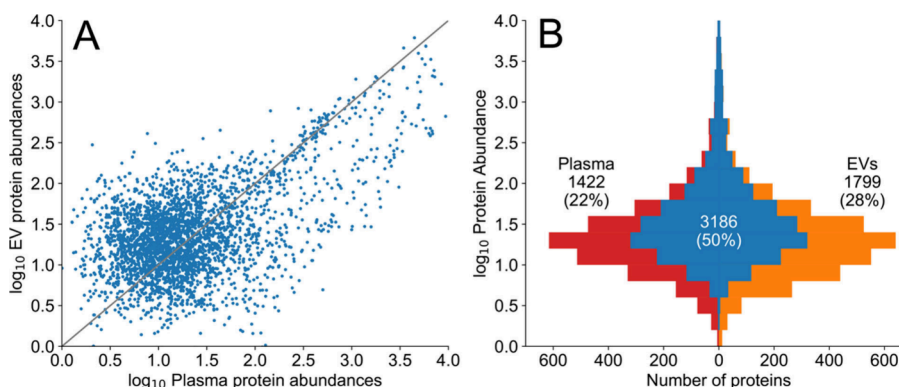 A
log10 EV protein abundances
4.0
3.5
3.0
2.5
2.0
1.5
1.0
0.5
0.0
0.0 0.5 1.0 1.5 2.0 2.5 3.0 3.5 4.0
log10 Plasma protein abundances
B
log10 Protein Abundance
4.0
3.5
3.0
2.5
2.0
1.5
1.0
0.5
0.0
Plasma
1422
(22%)
3186
(50%)
EVs
1799
(28%)
600 400 200 0 200 400 600
Number of proteins